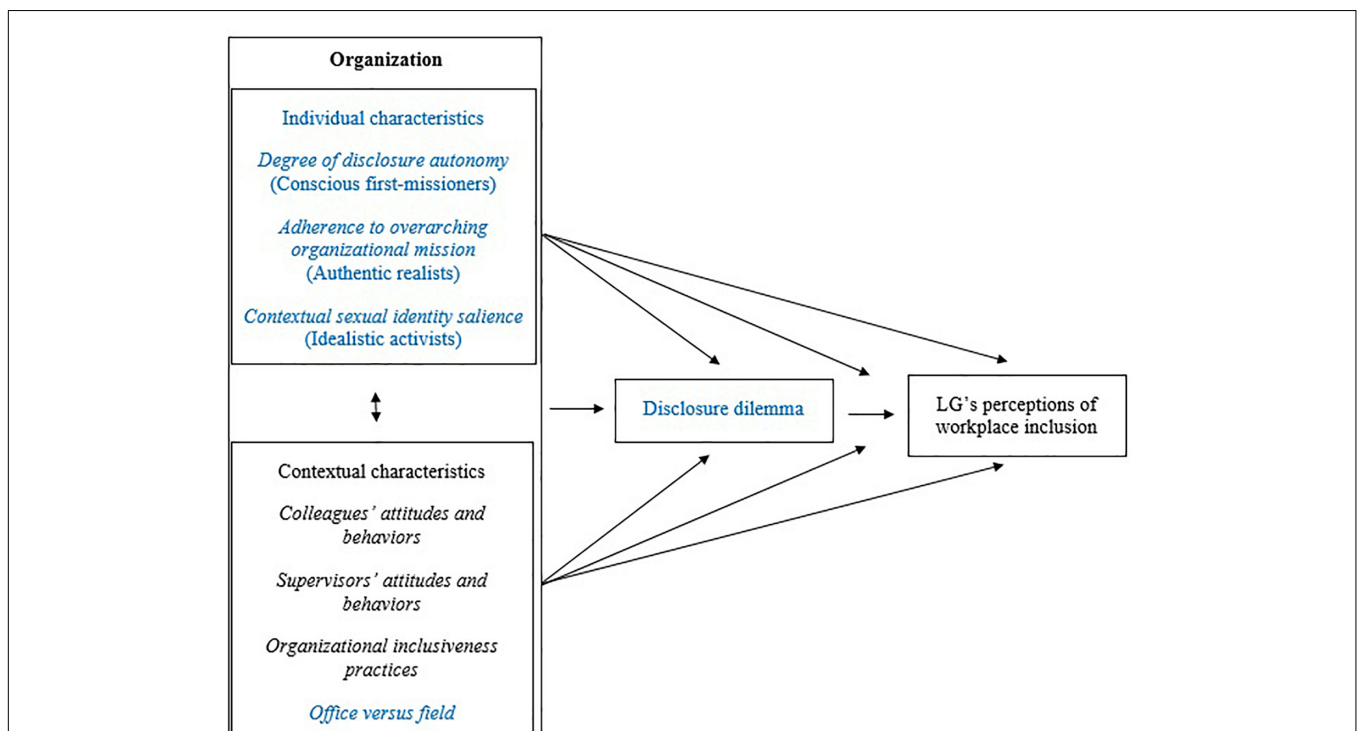 Organization
Individual characteristics
Degree of disclosure autonomy
(Conscious first-missioners)
Adherence to overarching
organizational mission
(Authentic realists)
Contextual sexual identity salience
(Idealistic activists)
Disclosure dilemma
LG’s perceptions of
workplace inclusion
Contextual characteristics
Colleagues’ attitudes and
behaviors
Supervisors’ attitudes and
behaviors
Organizational inclusiveness
practices
Office versus field